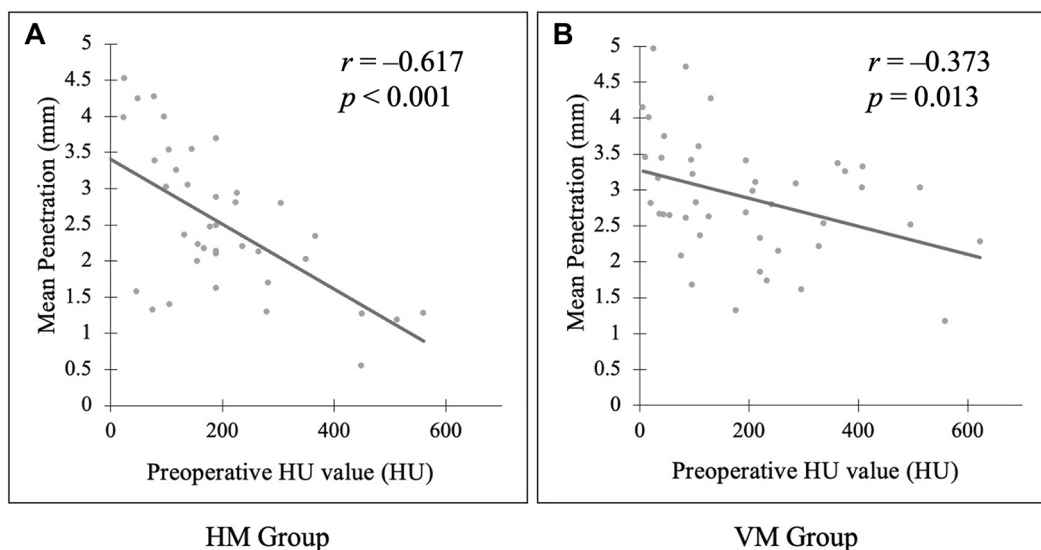 A
r = –0.617
p < 0.001
Mean Penetration (mm)
5
4.5
4
3.5
3
2.5
2
1.5
1
0.5
0
0 200 400 600
Preoperative HU value (HU)
HM Group
B
r = –0.373
p = 0.013
Mean Penetration (mm)
5
4.5
4
3.5
3
2.5
2
1.5
1
0.5
0
0 200 400 600
Preoperative HU value (HU)
VM Group